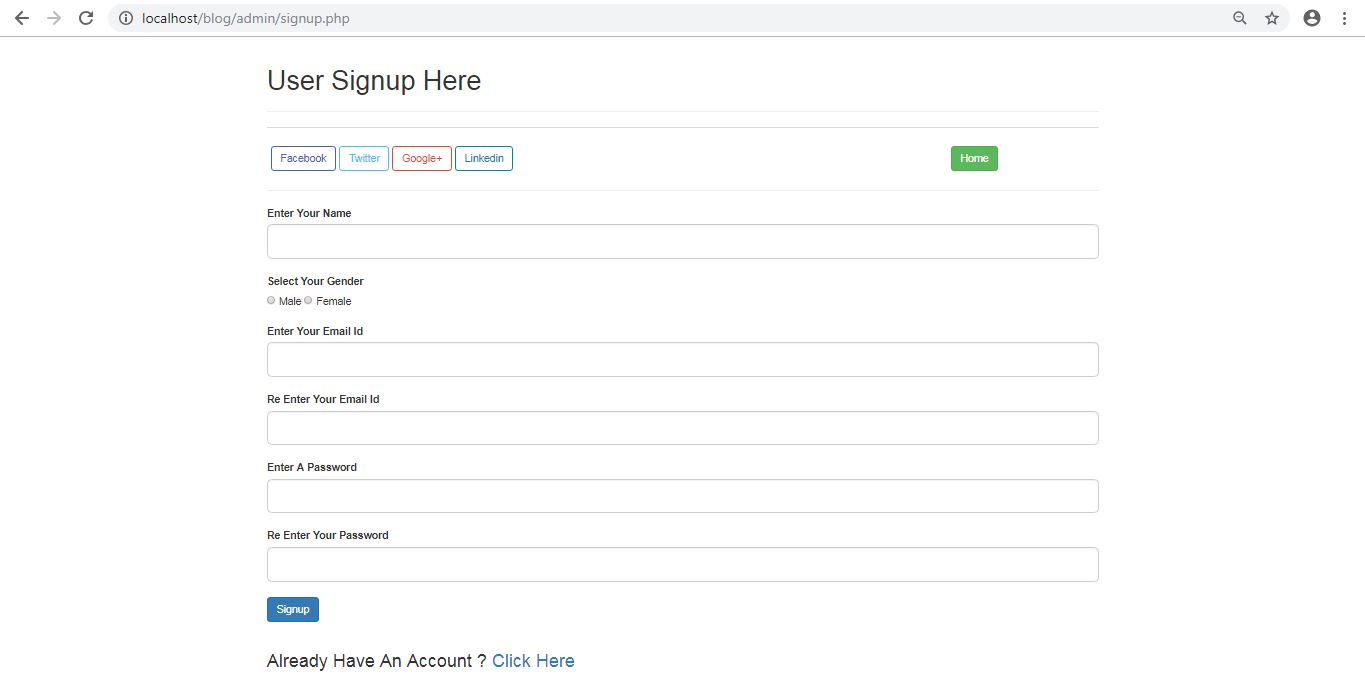 localhost/blog/admin/signup.php
User Signup Here
Facebook Twitter Google+ Linkedin Home
Enter Your Name
Select Your Gender
Male Female
Enter Your Email Id
Re Enter Your Email Id
Enter A Password
Re Enter Your Password
Signup
Already Have An Account ? Click Here